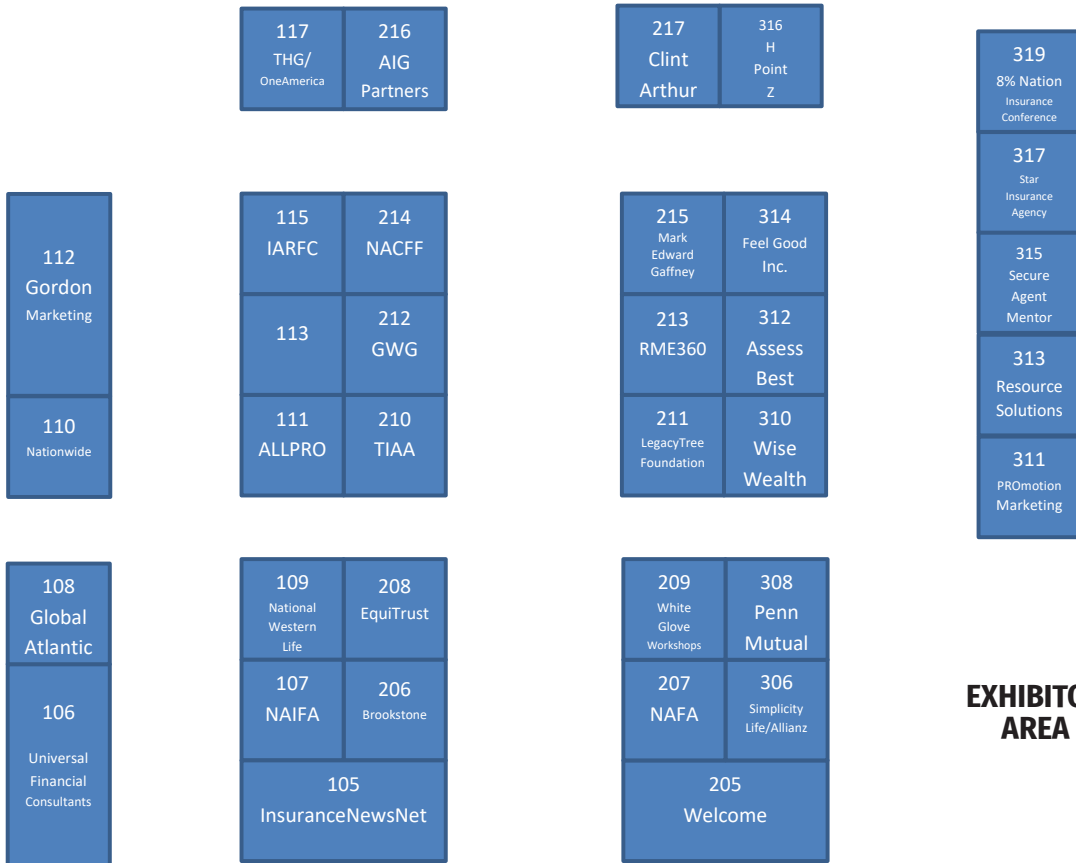 117
THG/
OneAmerica
216
AIG
Partners
217
Clint
Arthur
316
H
Point
Z
319
8% Nation
Insurance
Conference
317
Star
Insurance
Agency
315
Secure
Agent
Mentor
313
Resource
Solutions
311
PROmotion
Marketing
112
Gordon
Marketing
110
Nationwide
115
IARFC
214
NACFF
113
212
GWG
111
ALLPRO
210
TIAA
215
Mark
Edward
Gaffney
314
Feel Good
Inc.
213
RME360
312
Assess
Best
211
LegacyTree
Foundation
310
Wise
Wealth
108
Global
Atlantic
106
Universal
Financial
Consultants
109
National
Western
Life
208
EquiTrust
107
NAIFA
206
Brookstone
105
InsuranceNewsNet
209
White
Glove
Workshops
308
Penn
Mutual
207
NAFA
306
Simplicity
Life/Allianz
205
Welcome
EXHIBITO
AREA